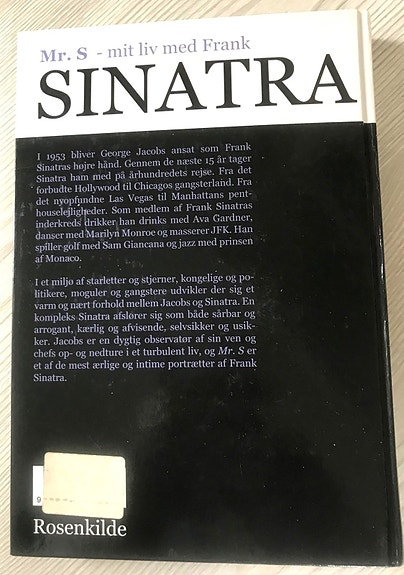 Mr. S - mit liv med Frank
SINATRA
I 1953 bliver George Jacobs ansat som Frank
Sinatras højre hånd. Gennem de næste 15 år tager
Sinatra ham med på århundredets rejse. Fra det
forbudte Hollywood til Chicagos gangsterland. Fra
det nyopfundne Las Vegas til Manhattans pent-
houselejligheder. Som medlem af Frank Sinatras
inderkreds drikker han drinks med Ava Gardner,
danser med Marilyn Monroe og masserer JFK. Han
spiller golf med Sam Giancana og jazz med prinsen
af Monaco.
I et miljø af starletter og stjerner, kongelige og po-
litikere, moguler og gangstere udvikler der sig et
varm og nært forhold mellem Jacobs og Sinatra. En
kompleks Sinatra afslører sig som både sårbar og
arrogant, kærlig og afvisende, selvsikker og usik-
ker. Jacobs er en dygtig observatør af sin ven og
chefs op- og nedture i et turbulent liv, og Mr. S er
et af de mest ærlige og intime portrætter af Frank
Sinatra.
9
Rosenkilde